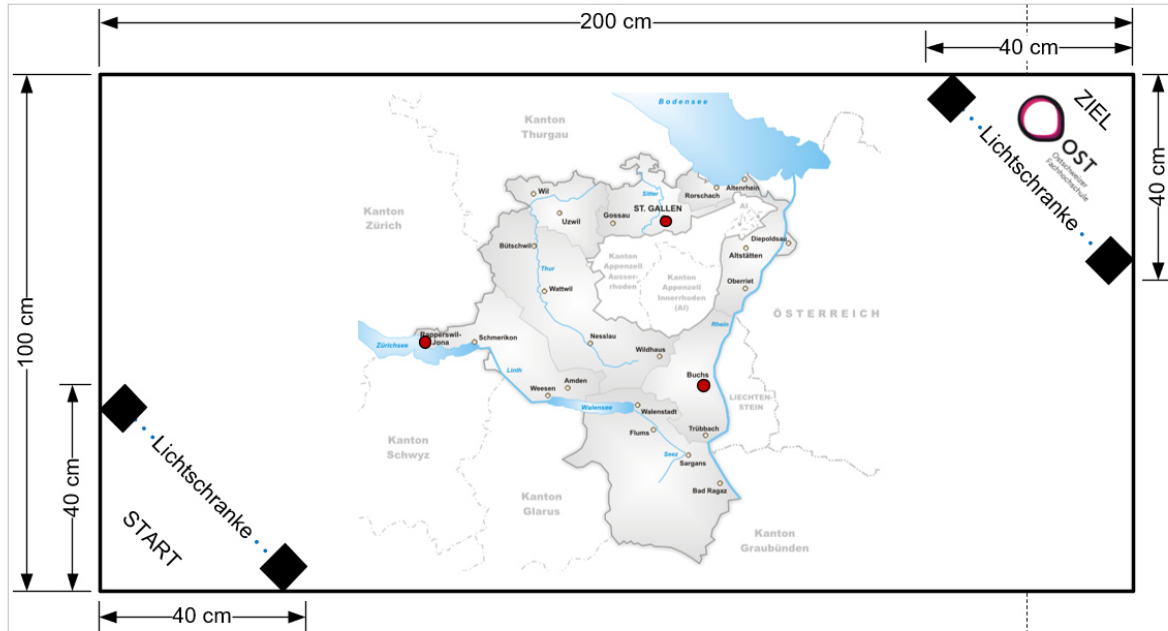 200 cm
40 cm
100 cm
40 cm
40 cm
40 cm
ZIEL
OST
Ostschweizer
Fachhochschule
Lichtschranke
Lichtschranke
START
Bodensee
Kanton
Thurgau
Kanton
Zürich
Wil
Uzwil
Sitter
ST. GALLEN
Gossau
Rorschach
Altenrhein
AI
Bütschwil
Diepoldsau
Altstätten
Kanton
Appenzell
Ausser-
rhoden
Kanton
Appenzell
Innerrhoden
(AI)
Oberriet
Thur
Wattwil
ÖSTERREICH
Rhein
Zürichsee
Rapperswil-
Jona
Schmerikon
Nesslau
Wildhaus
Linth
Buchs
Amden
Weesen
LIECHTEN-
STEIN
Walensee
Walenstadt
Flums
Trübbach
Seez
Sargans
Bad Ragaz
Kanton
Schwyz
Kanton
Glarus
Kanton
Graubünden